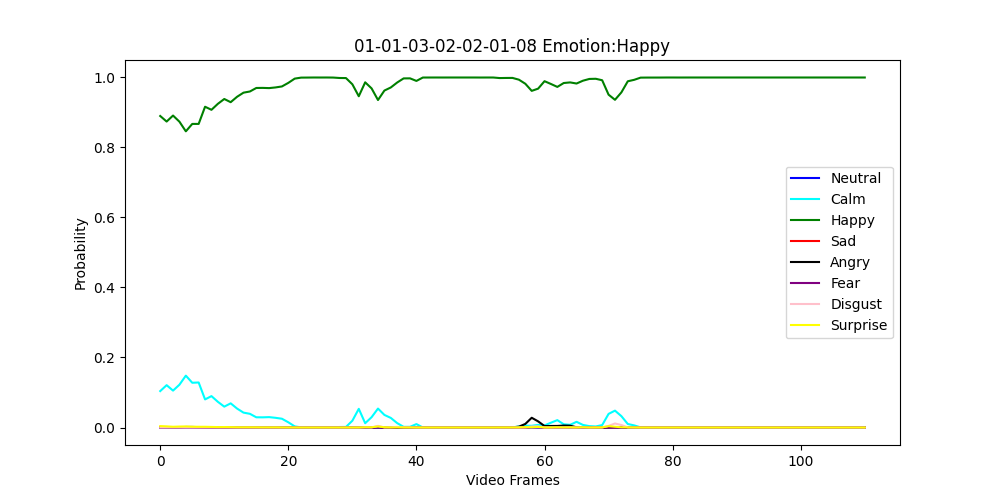 01-01-03-02-02-01-08 Emotion:Happy
Probability
1.0
0.8
0.6
0.4
0.2
0.0
0 20 40 60 80 100
Video Frames
Neutral
Calm
Happy
Sad
Angry
Fear
Disgust
Surprise